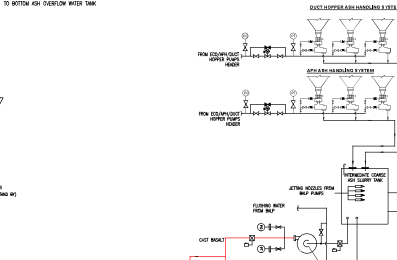 TO BOTTOM ASH OVERFLOW WATER TANK
DUCT HOPPER ASH HANDLING SYSTE
FROM ECO/APH/DUCT
HOPPER PUMPS
HEADER
APH ASH HANDLING SYSTEM
FROM ECO/APH/DUCT
HOPPER PUMPS
HEADER
INTERMEDIATE COARSE
ASH SLURRY TANK
JETTING NOZZLES FROM
BHLP PUMPS
FLUSHING WATER
FROM BHLP
2
CAST BASALT